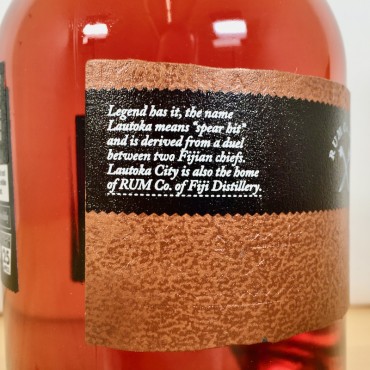 Legend has it, the name
Lautoka means "spear hit"
and is derived from a duel
between two Fijian chiefs.
Lautoka City is also the home
of RUM Co. of Fiji Distillery.
RUM